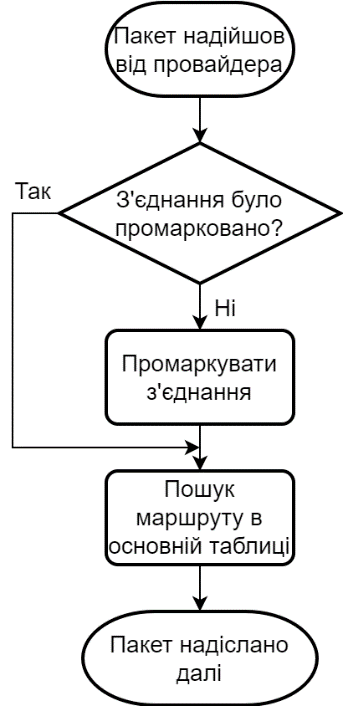 Пакет надійшов
від провайдера
Так
З'єднання було
промарковано?
Ні
Промаркувати
з'єднання
Пошук
маршруту в
основній таблиці
Пакет надіслано
далі